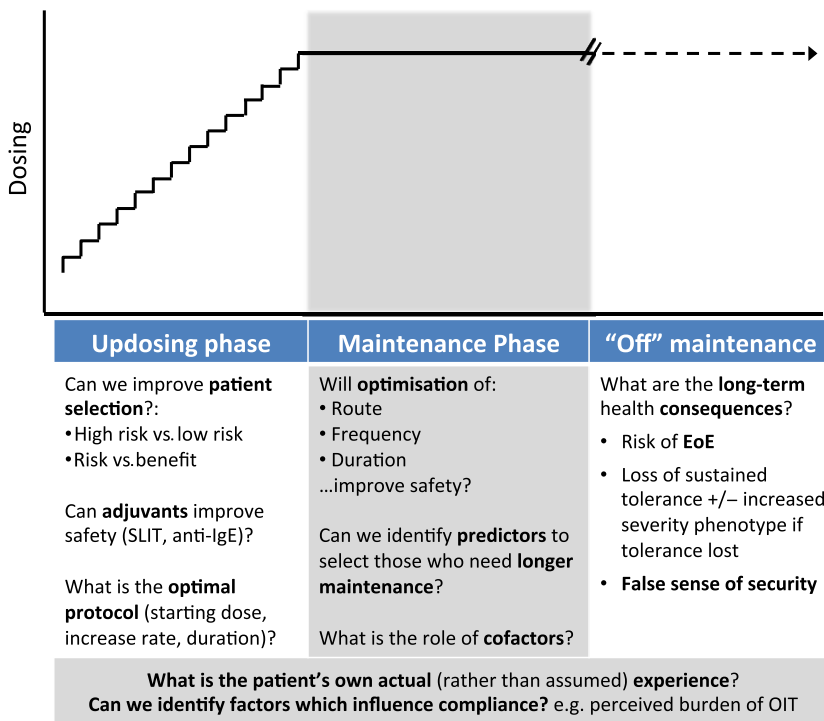 Dosing
Updosing phase
Can we improve patient
selection?:
•High risk vs. low risk
•Risk vs. benefit
Can adjuvants improve
safety (SLIT, anti-IgE)?
What is the optimal
protocol (starting dose,
increase rate, duration)?
Maintenance Phase
Will optimisation of:
• Route
• Frequency
• Duration
...improve safety?
Can we identify predictors to
select those who need longer
maintenance?
What is the role of cofactors?
“Off” maintenance
What are the long-term
health consequences?
• Risk of EoE
• Loss of sustained
tolerance +/− increased
severity phenotype if
tolerance lost
• False sense of security
What is the patient’s own actual (rather than assumed) experience?
Can we identify factors which influence compliance? e.g. perceived burden of OIT